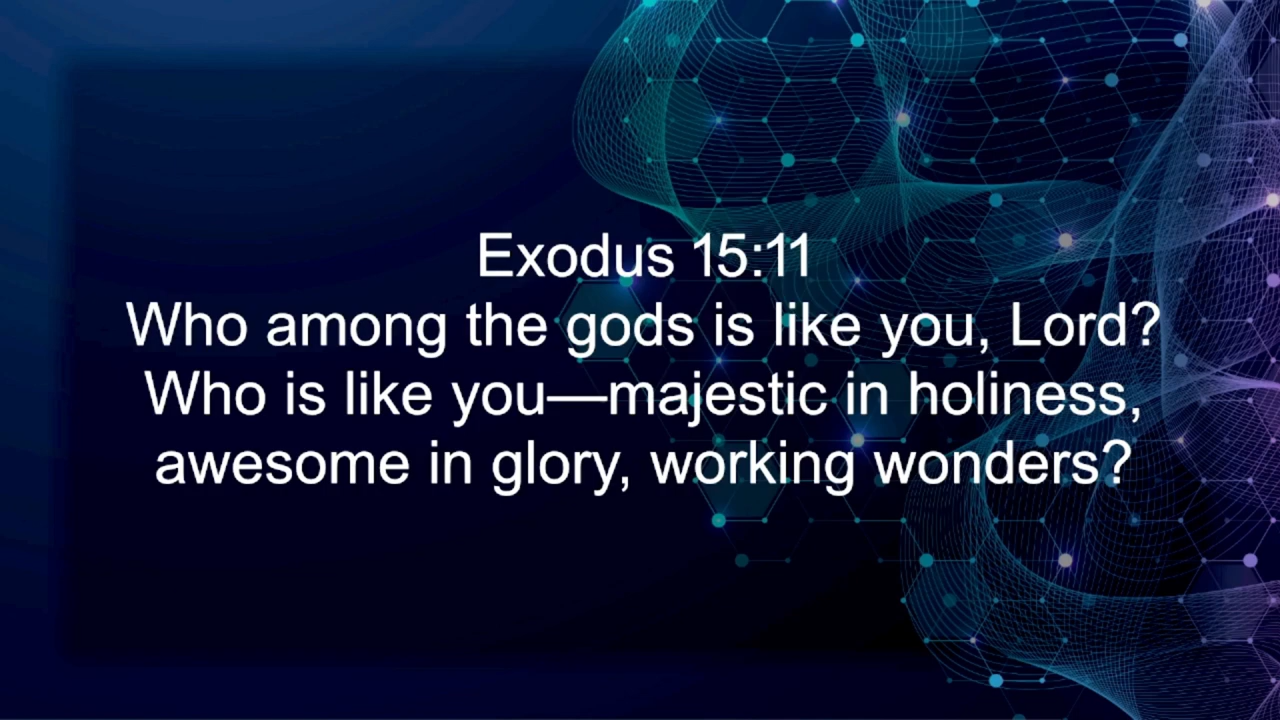 Exodus 15:11
Who among the gods is like you, Lord?
Who is like you—majestic in holiness,
awesome in glory, working wonders?